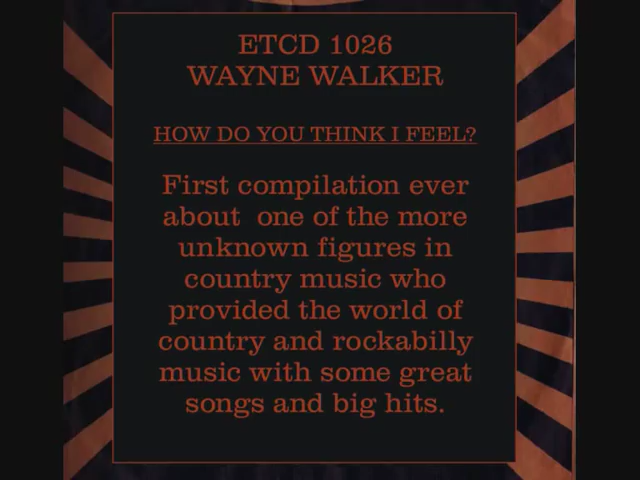 ETCD 1026
WAYNE WALKER
HOW DO YOU THINK I FEEL?
First compilation ever
about one of the more
unknown figures in
country music who
provided the world of
country and rockabilly
music with some great
songs and big hits.